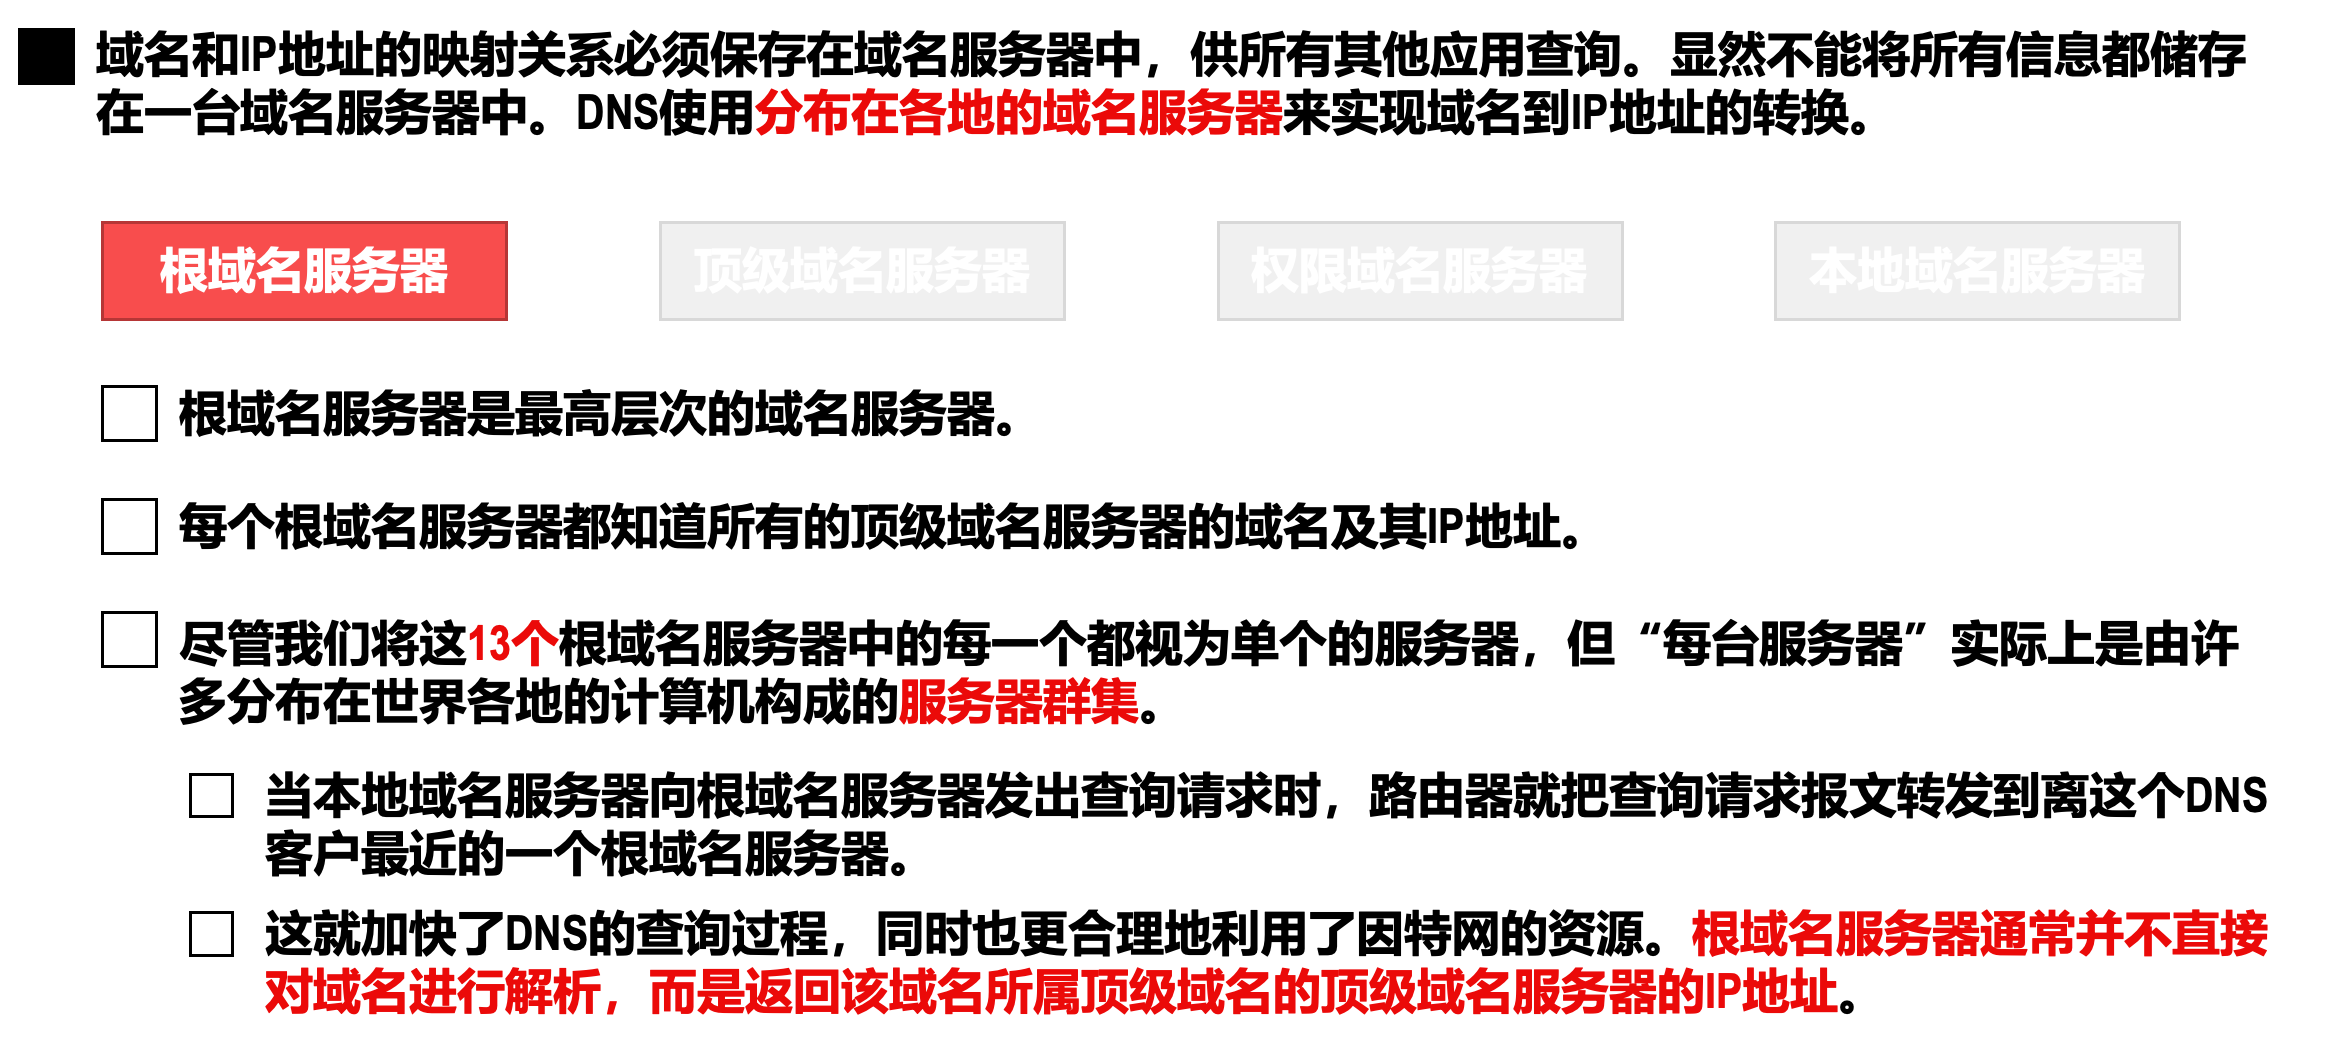 域名和IP地址的映射关系必须保存在域名服务器中，供所有其他应用查询。显然不能将所有信息都储存
在一台域名服务器中。DNS使用分布在各地的域名服务器来实现域名到IP地址的转换。
根域名服务器 顶级域名服务器 权限域名服务器 本地域名服务器
根域名服务器是最高层次的域名服务器。
每个根域名服务器都知道所有的顶级域名服务器的域名及其IP地址。
尽管我们将这13个根域名服务器中的每一个都视为单个的服务器，但“每台服务器”实际上是由许
多分布在世界各地的计算机构成的服务器群集。
当本地域名服务器向根域名服务器发出查询请求时，路由器就把查询请求报文转发到离这个DNS
客户最近的一个根域名服务器。
这就加快了DNS的查询过程，同时也更合理地利用了因特网的资源。根域名服务器通常并不直接
对域名进行解析，而是返回该域名所属顶级域名的顶级域名服务器的IP地址。